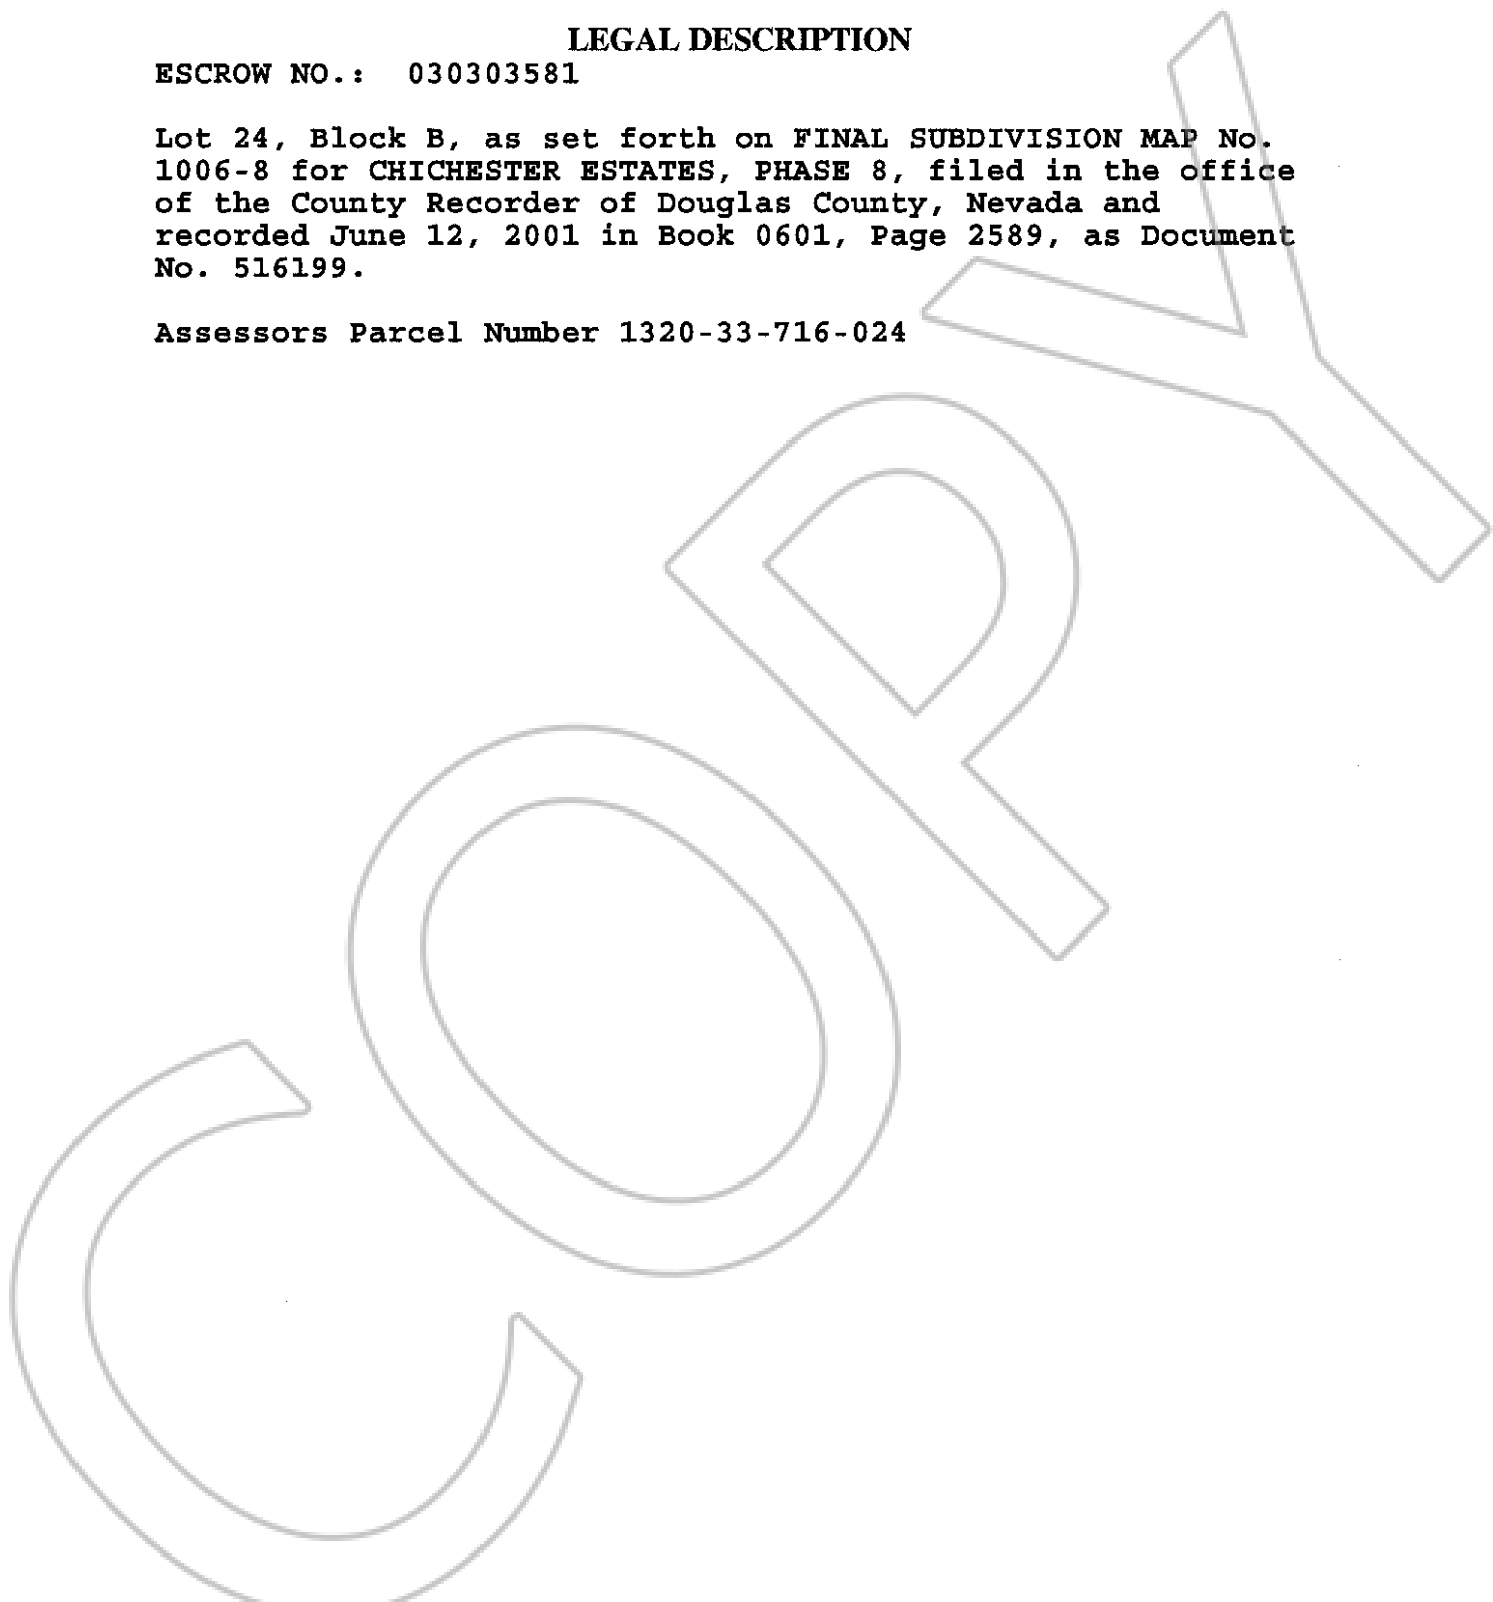 LEGAL DESCRIPTION
ESCROW NO.: 030303581
Lot 24, Block B, as set forth on FINAL SUBDIVISION MAP No.
1006-8 for CHICHESTER ESTATES, PHASE 8, filed in the office
of the County Recorder of Douglas County, Nevada and
recorded June 12, 2001 in Book 0601, Page 2589, as Document
No. 516199.
Assessors Parcel Number 1320-33-716-024
COPY